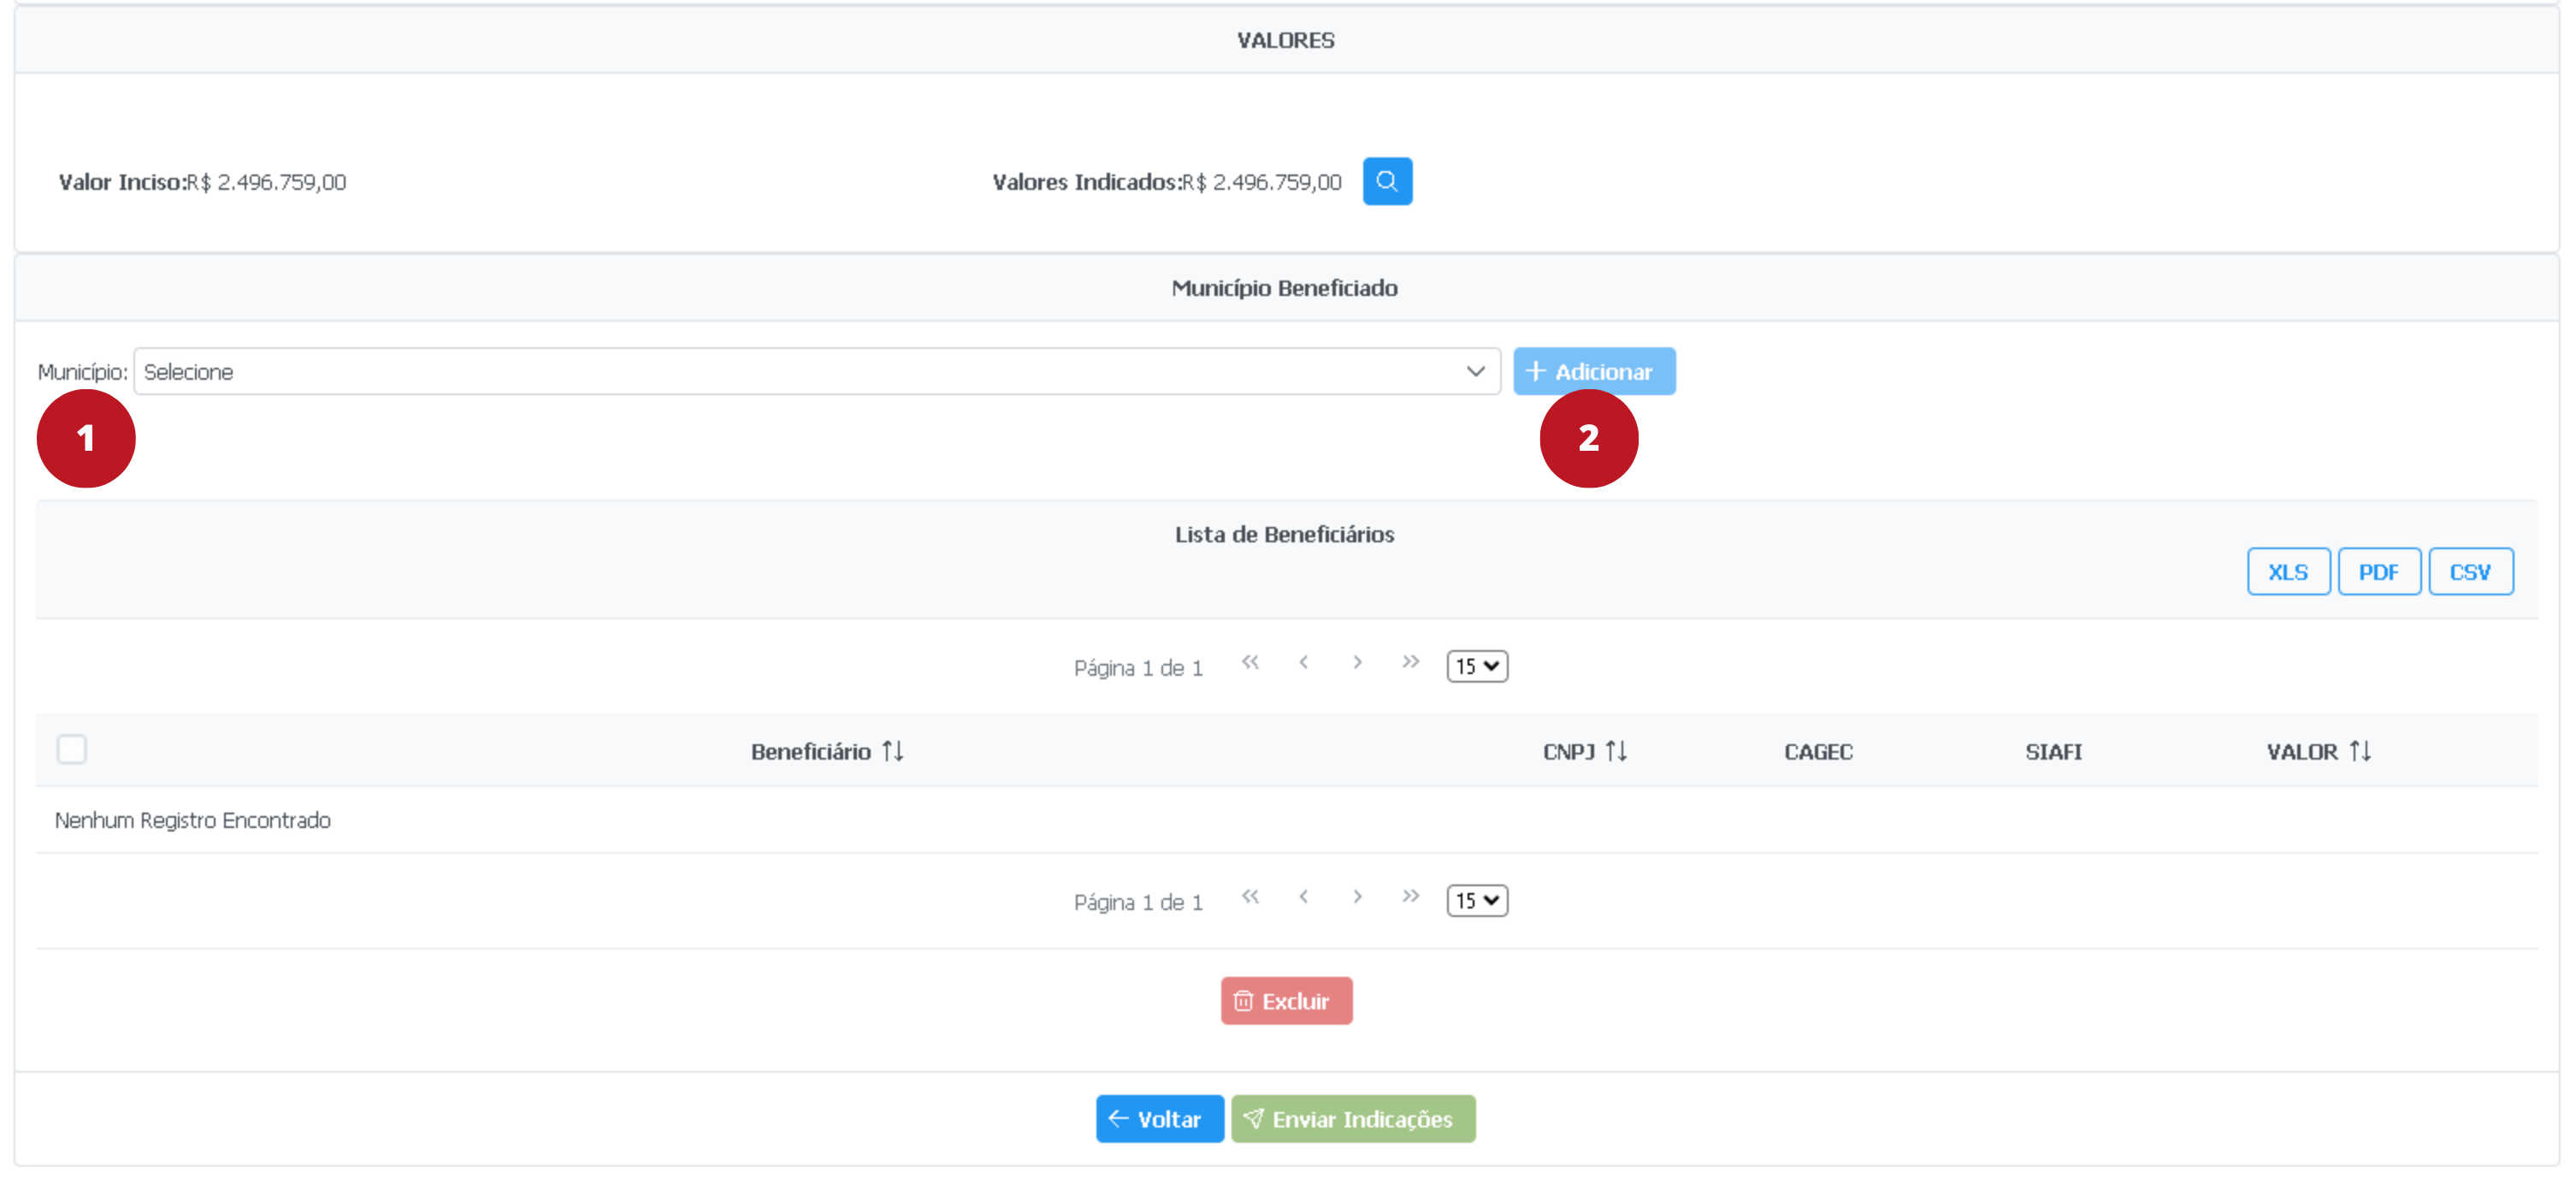 VALORES
Valor Inciso:R$ 2.496.759,00 Valores Indicados:R$ 2.496.759,00
Município Beneficiado
Município: Selecione + Adicionar
1 2
Lista de Beneficiários
XLS PDF CSV
Página 1 de 1 « ‹ › » 15
Beneficiário ↑↓ CNPJ ↑↓ CAGEC SIAFI VALOR ↑↓
Nenhum Registro Encontrado
Página 1 de 1 « ‹ › » 15
Excluir
← Voltar Enviar Indicações